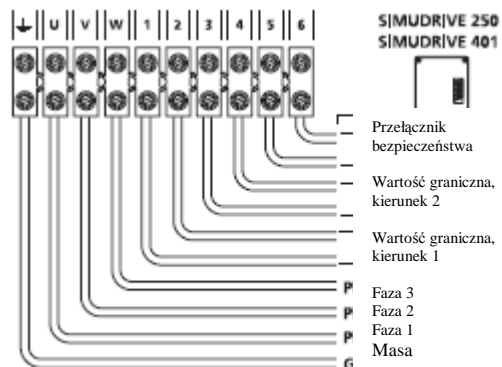 ⏚ U V W 1 2 3 4 5 6
SIMUDRIVE 250
SIMUDRIVE 401
Przełącznik
bezpieczeństwa
Wartość graniczna,
kierunek 2
Wartość graniczna,
kierunek 1
P Faza 3
P Faza 2
P Faza 1
G Masa